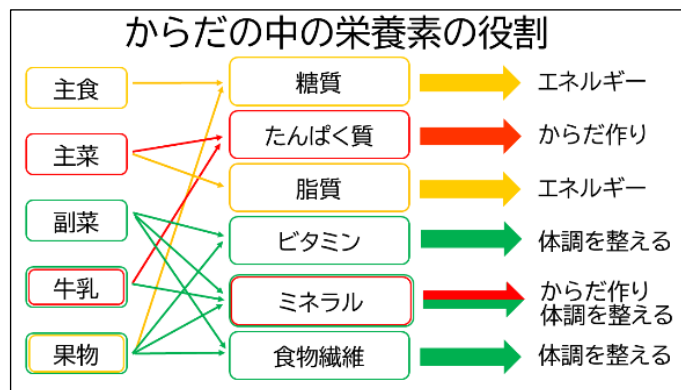 からだの中の栄養素の役割
主食
糖質
エネルギー
主菜
たんぱく質
からだ作り
脂質
エネルギー
副菜
ビタミン
体調を整える
牛乳
ミネラル
からだ作り
体調を整える
果物
食物繊維
体調を整える